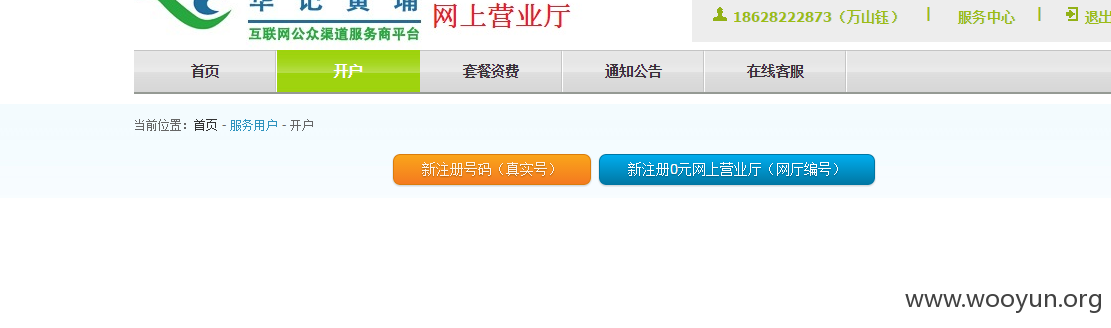 华记黄埔
互联网公众渠道服务商平台
网上营业厅
18628222873（万山钰） | 服务中心 | 退出
首页 开户 套餐资费 通知公告 在线客服
当前位置：首页 - 服务用户 - 开户
新注册号码（真实号） 新注册0元网上营业厅（网厅编号）
www.wooyun.org